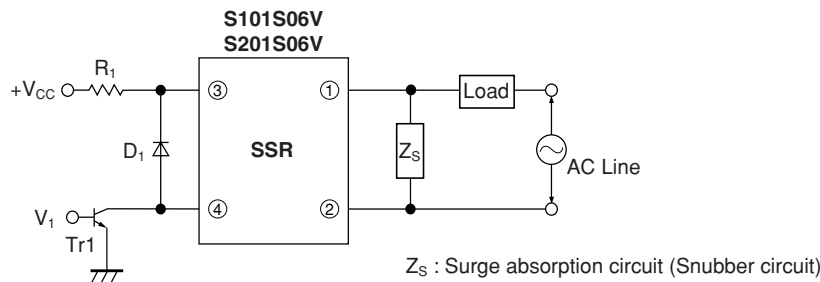 S101S06V
S201S06V
R1
+VCC
③
①
Load
D1
SSR
ZS
AC Line
V1
④
②
Tr1
ZS : Surge absorption circuit (Snubber circuit)